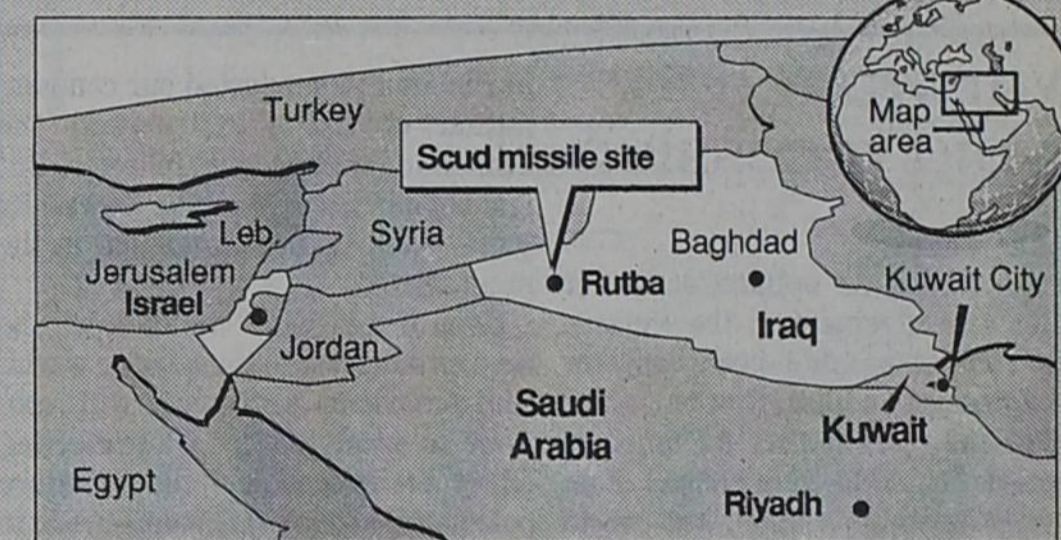 Turkey
Map
area
Scud missile site
Leb.
Syria
Baghdad
Jerusalem
Israel
Rutba
Kuwait City
Iraq
Jordan
Saudi
Arabia
Kuwait
Egypt
Riyadh